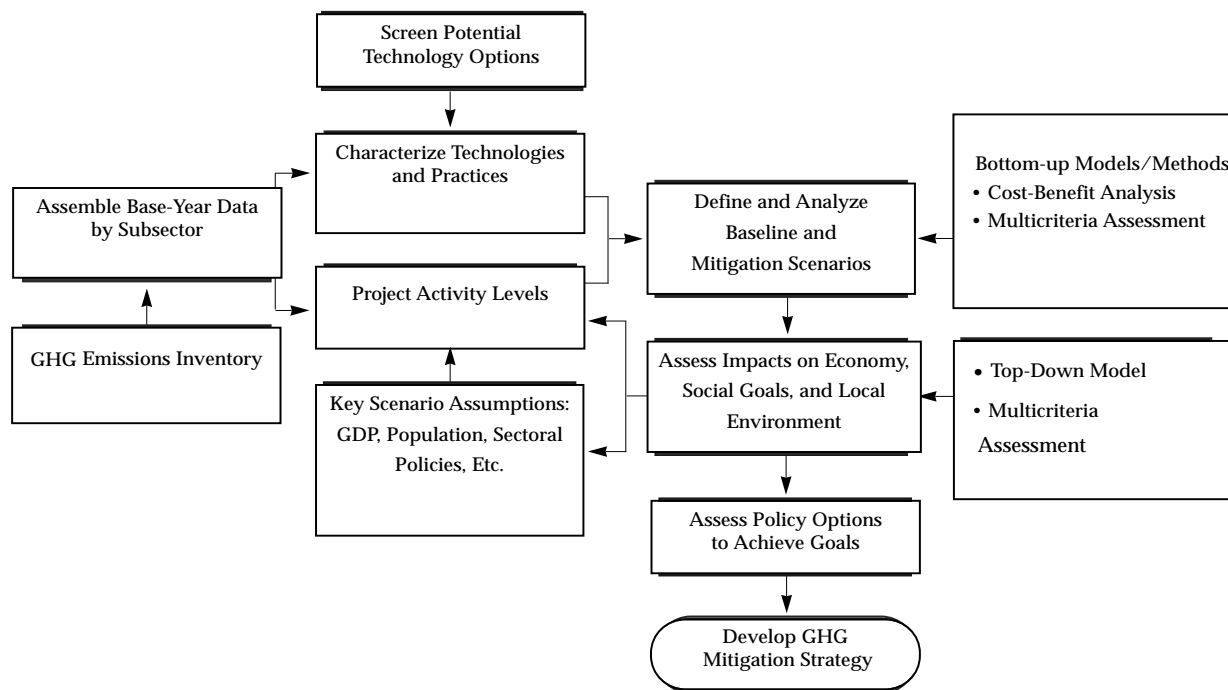 Screen Potential
Technology Options
Characterize Technologies
and Practices
Assemble Base-Year Data
by Subsector
Project Activity Levels
GHG Emissions Inventory
Key Scenario Assumptions:
GDP, Population, Sectoral
Policies, Etc.
Define and Analyze
Baseline and
Mitigation Scenarios
Bottom-up Models/Methods
• Cost-Benefit Analysis
• Multicriteria Assessment
Assess Impacts on Economy,
Social Goals, and Local
Environment
• Top-Down Model
• Multicriteria
Assessment
Assess Policy Options
to Achieve Goals
Develop GHG
Mitigation Strategy